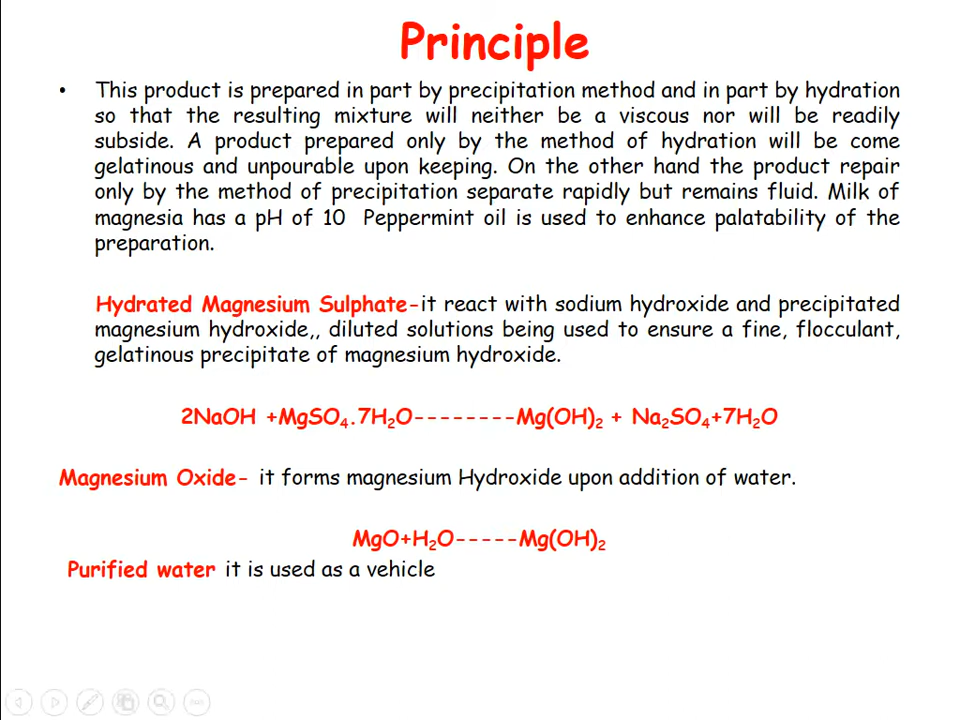 Principle
• This product is prepared in part by precipitation method and in part by hydration
so that the resulting mixture will neither be a viscous nor will be readily
subside. A product prepared only by the method of hydration will be come
gelatinous and unpourable upon keeping. On the other hand the product repair
only by the method of precipitation separate rapidly but remains fluid. Milk of
magnesia has a pH of 10 Peppermint oil is used to enhance palatability of the
preparation.
Hydrated Magnesium Sulphate-it react with sodium hydroxide and precipitated
magnesium hydroxide,, diluted solutions being used to ensure a fine, flocculant,
gelatinous precipitate of magnesium hydroxide.
2NaOH +MgSO₄.7H₂O--------Mg(OH)₂ + Na₂SO₄+7H₂O
Magnesium Oxide- it forms magnesium Hydroxide upon addition of water.
MgO+H₂O-----Mg(OH)₂
Purified water it is used as a vehicle